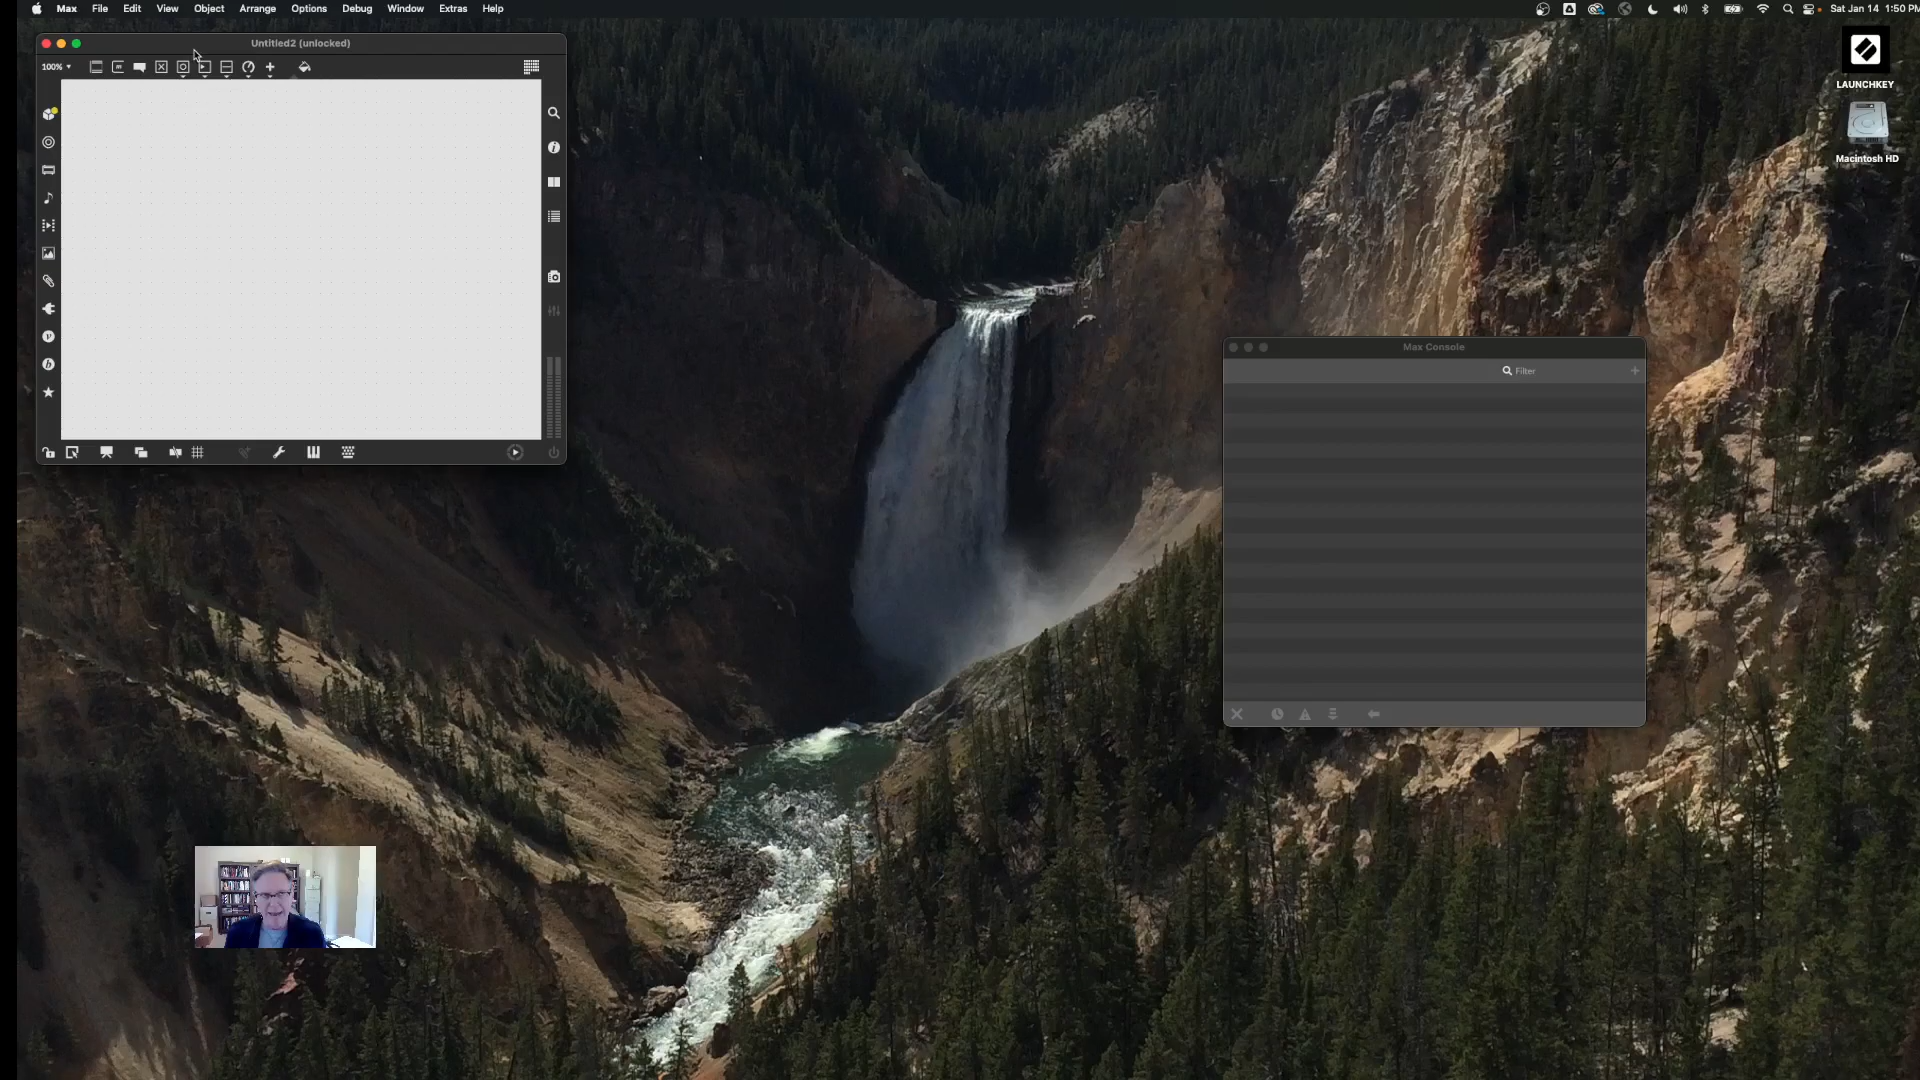 Max File Edit View Object Arrange Options Debug Window Extras Help
Sat Jan 14 1:50 PM
Untitled2 (unlocked)
100%
LAUNCHKEY
Macintosh HD
Max Console
Filter